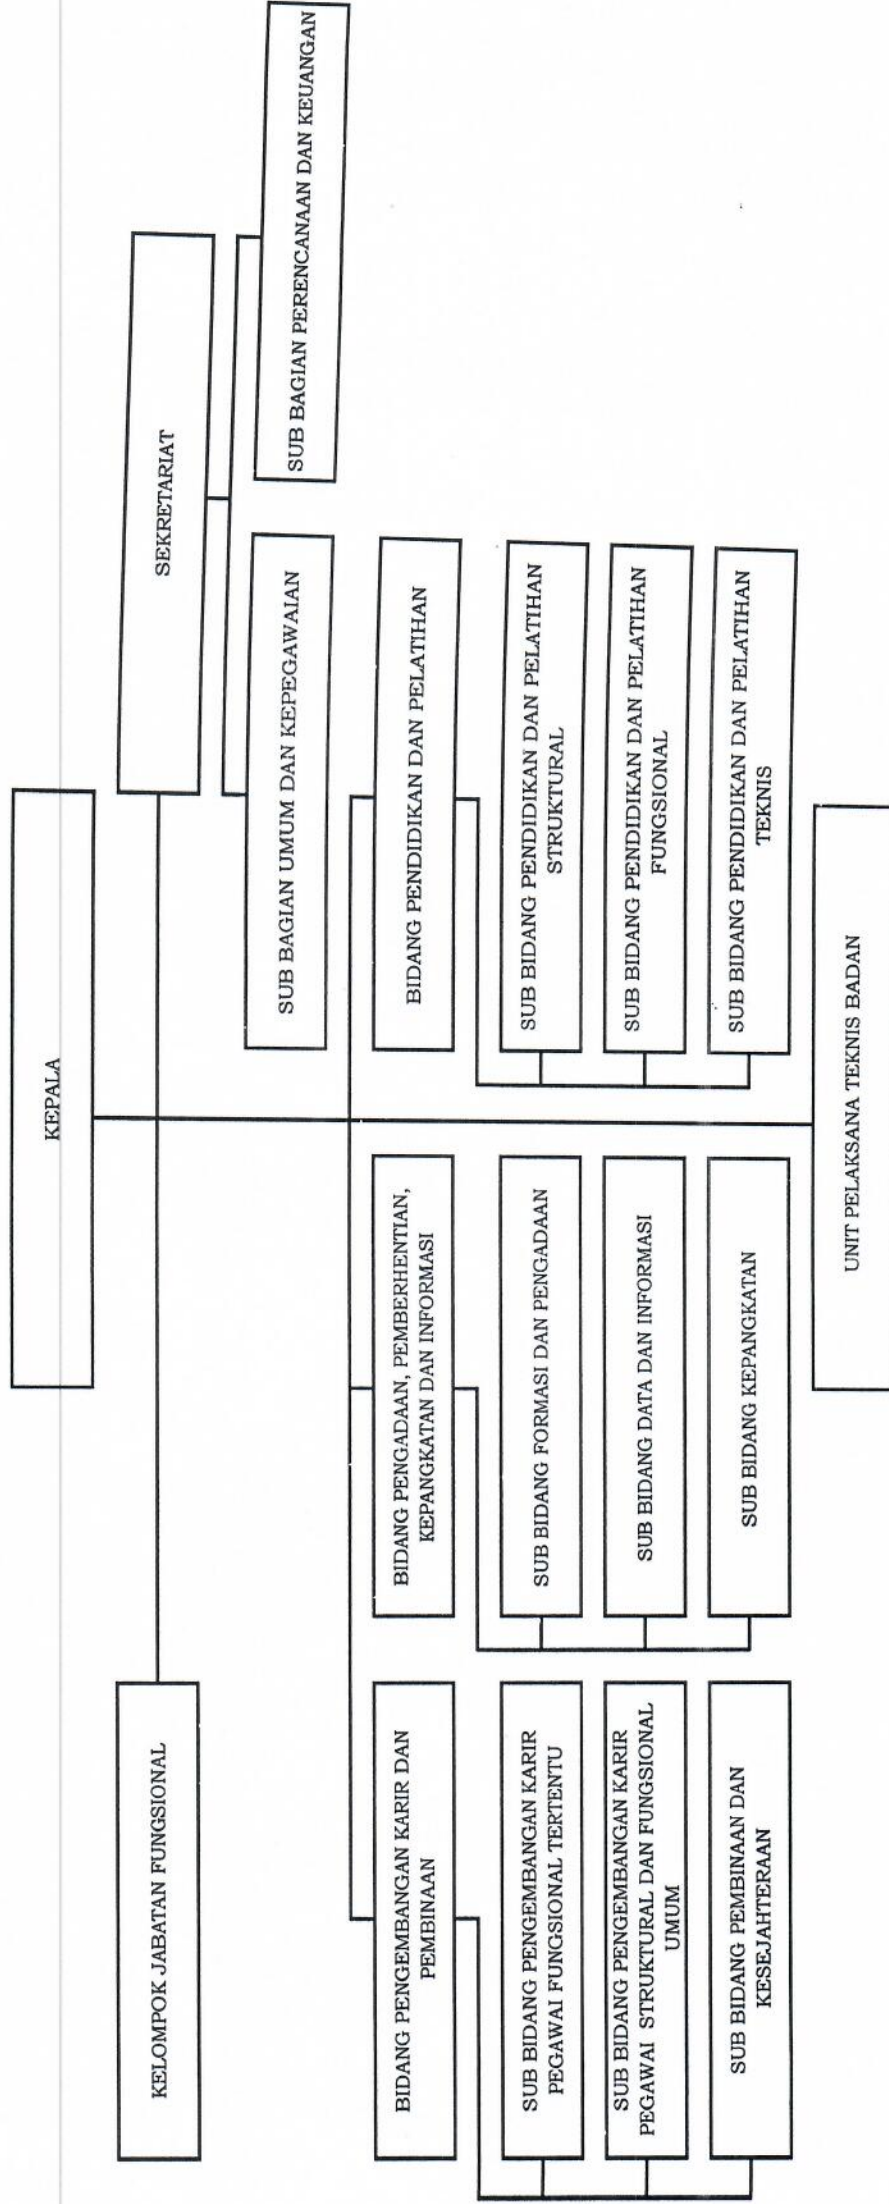 KEPALA
KELOMPOK JABATAN FUNGSIONAL
SEKRETARIAT
SUB BAGIAN UMUM DAN KEPEGAWAIAN
SUB BAGIAN PERENCANAAN DAN KEUANGAN
BIDANG PENGEMBANGAN KARIR DAN
PEMBINAAN
SUB BIDANG PENGEMBANGAN KARIR
PEGAWAI FUNGSIONAL TERTENTU
SUB BIDANG PENGEMBANGAN KARIR
PEGAWAI STRUKTURAL DAN FUNGSIONAL
UMUM
SUB BIDANG PEMBINAAN DAN
KESEJAHTERAAN
BIDANG PENGADAAN, PEMBERHENTIAN,
KEPANGKATAN DAN INFORMASI
SUB BIDANG FORMASI DAN PENGADAAN
SUB BIDANG DATA DAN INFORMASI
SUB BIDANG KEPANGKATAN
BIDANG PENDIDIKAN DAN PELATIHAN
SUB BIDANG PENDIDIKAN DAN PELATIHAN
STRUKTURAL
SUB BIDANG PENDIDIKAN DAN PELATIHAN
FUNGSIONAL
SUB BIDANG PENDIDIKAN DAN PELATIHAN
TEKNIS
UNIT PELAKSANA TEKNIS BADAN